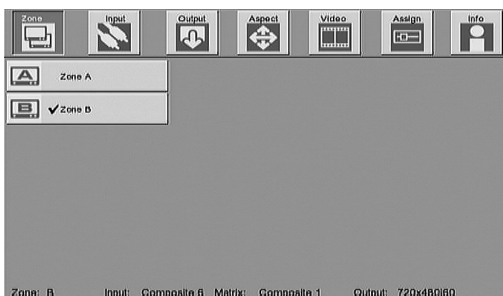 Zone Input Output Aspect Video Assign Info
A Zone A
B ✓ Zone B
Zone: B Input: Composite 6 Matrix: Composite 1 Output: 720x480i60